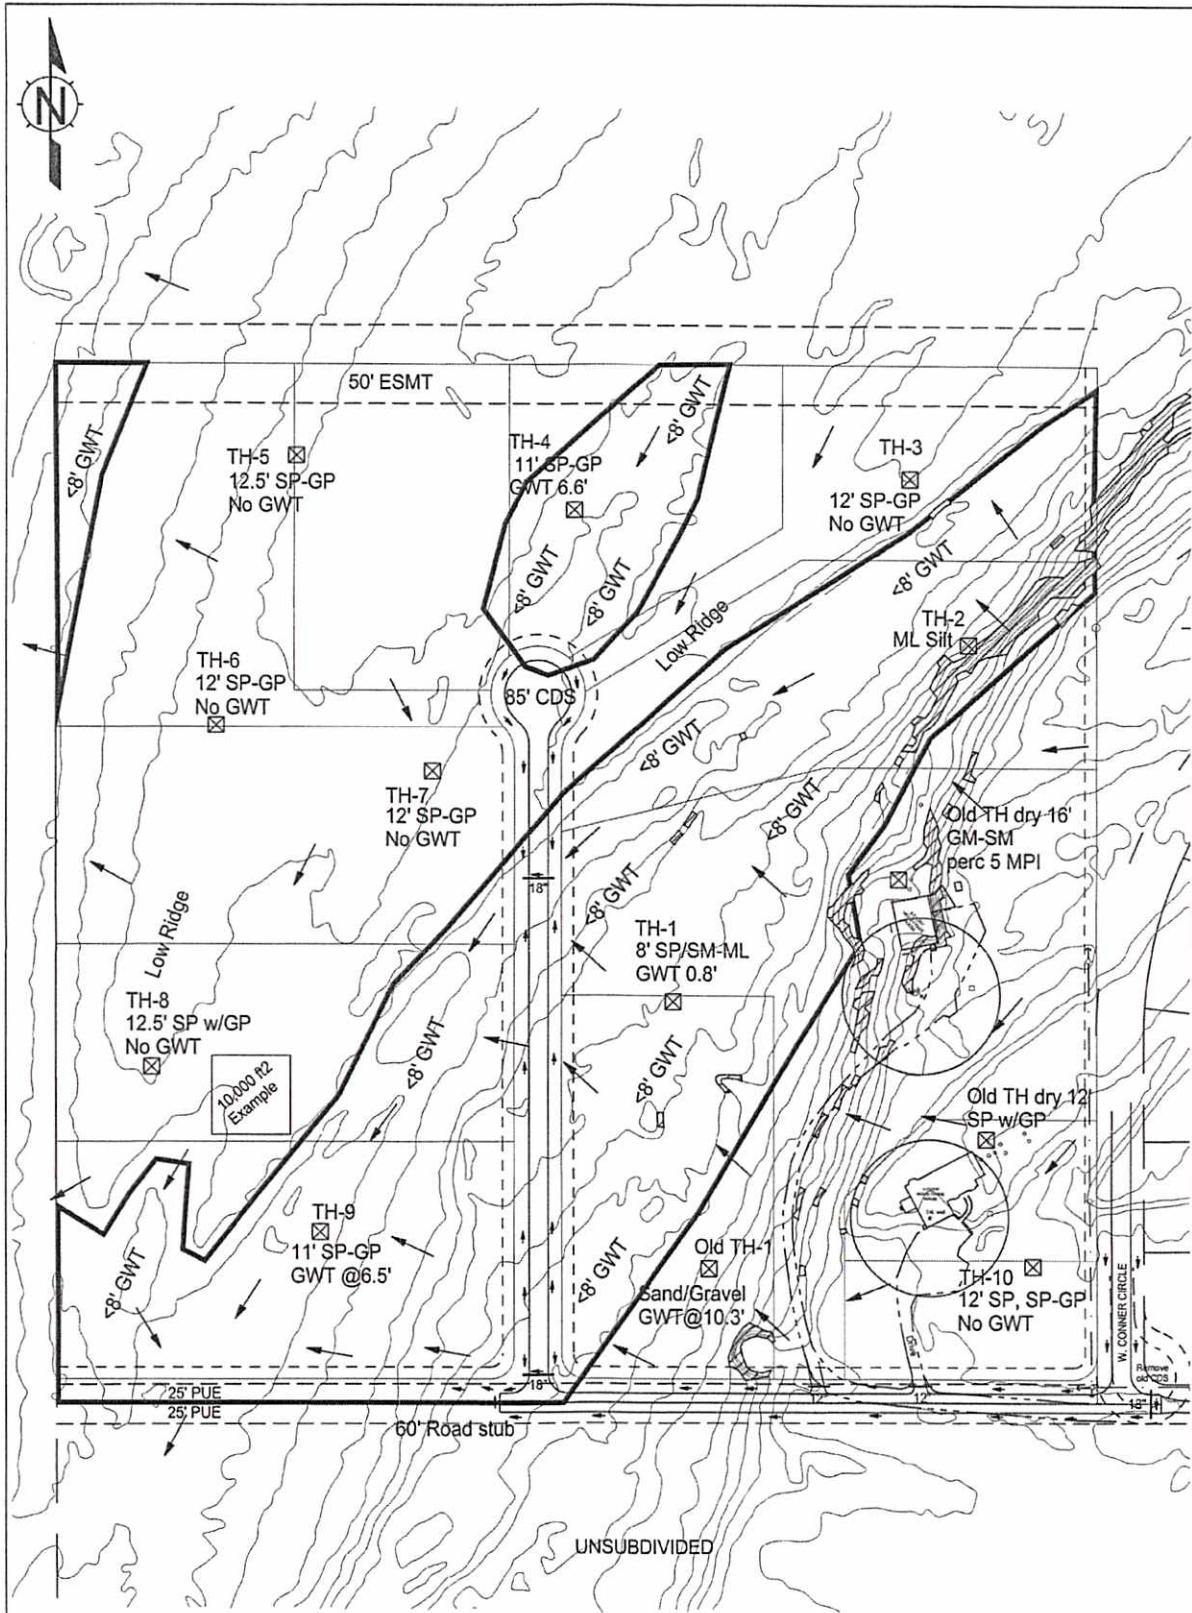 N
50' ESMT
<8' GWT
<8' GWT
TH-5
12.5' SP-GP
No GWT
TH-4
11' SP-GP
GWT 6.6'
TH-3
12' SP-GP
No GWT
<8' GWT
<8' GWT
<8' GWT
TH-2
ML Silt
Low Ridge
TH-6
12' SP-GP
No GWT
85' CDS
<8' GWT
TH-7
12' SP-GP
No GWT
<8' GWT
Old TH dry 16'
GM-SM
perc 5 MPI
18"
<8' GWT
Low Ridge
TH-1
8' SP/SM-ML
GWT 0.8'
TH-8
12.5' SP w/GP
No GWT
<8' GWT
<8' GWT
10,000 ft2
Example
Old TH dry 12'
SP w/GP
TH-9
11' SP-GP
GWT @6.5'
<8' GWT
<8' GWT
Old TH-1
Sand/Gravel
GWT@10.3'
TH-10
12' SP, SP-GP
No GWT
W. CONNER CIRCLE
Remove
old CDS
18"
25' PUE
25' PUE
12"
12"
18"
60' Road stub
UNSUBDIVIDED